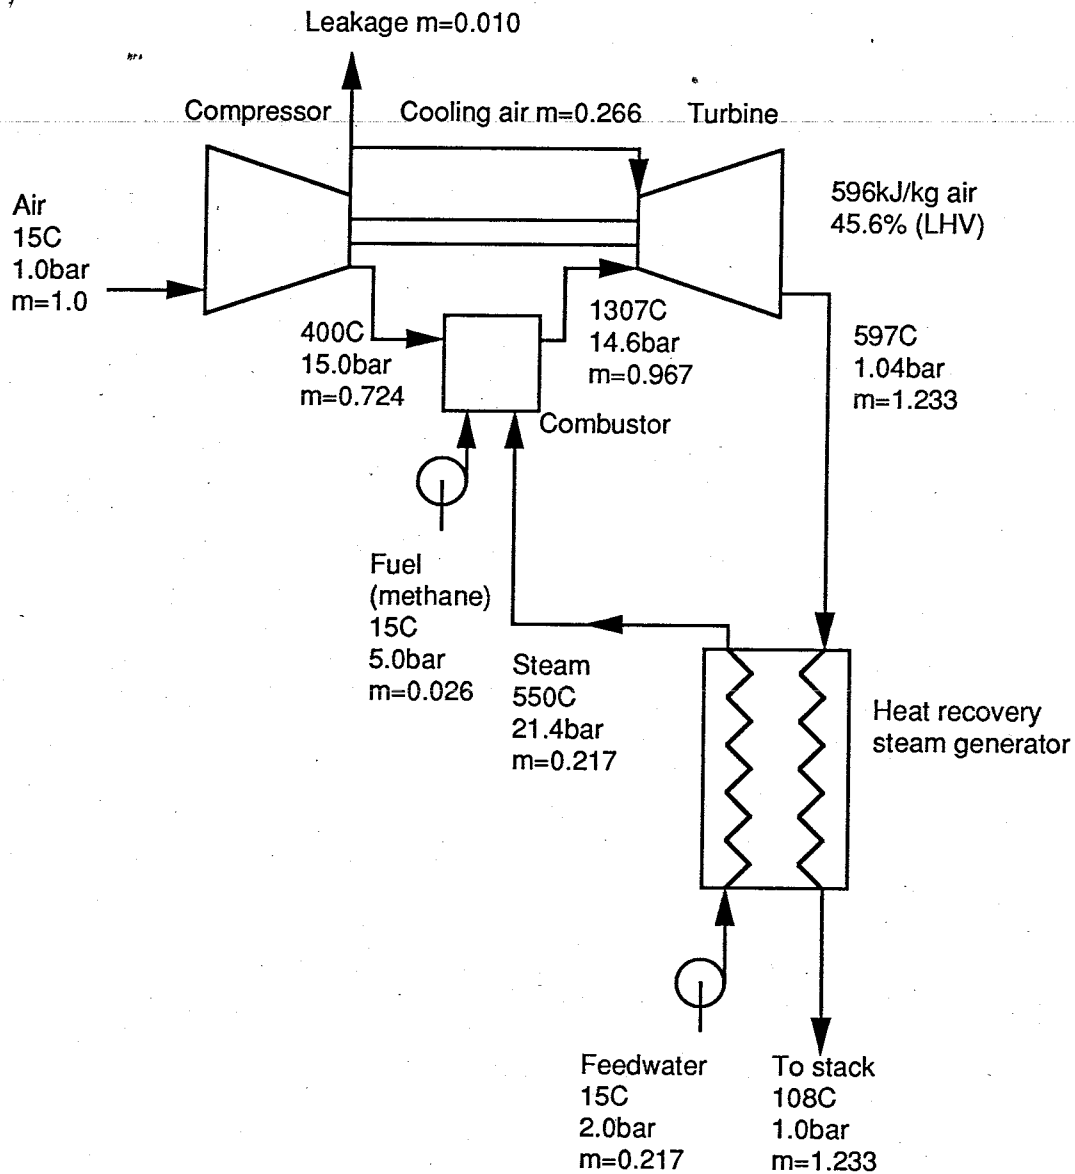 Leakage m=0.010
Compressor
Cooling air m=0.266
Turbine
Air
15C
1.0bar
m=1.0
596kJ/kg air
45.6% (LHV)
400C
15.0bar
m=0.724
1307C
14.6bar
m=0.967
597C
1.04bar
m=1.233
Combustor
Fuel
(methane)
15C
5.0bar
m=0.026
Steam
550C
21.4bar
m=0.217
Heat recovery
steam generator
Feedwater
15C
2.0bar
m=0.217
To stack
108C
1.0bar
m=1.233